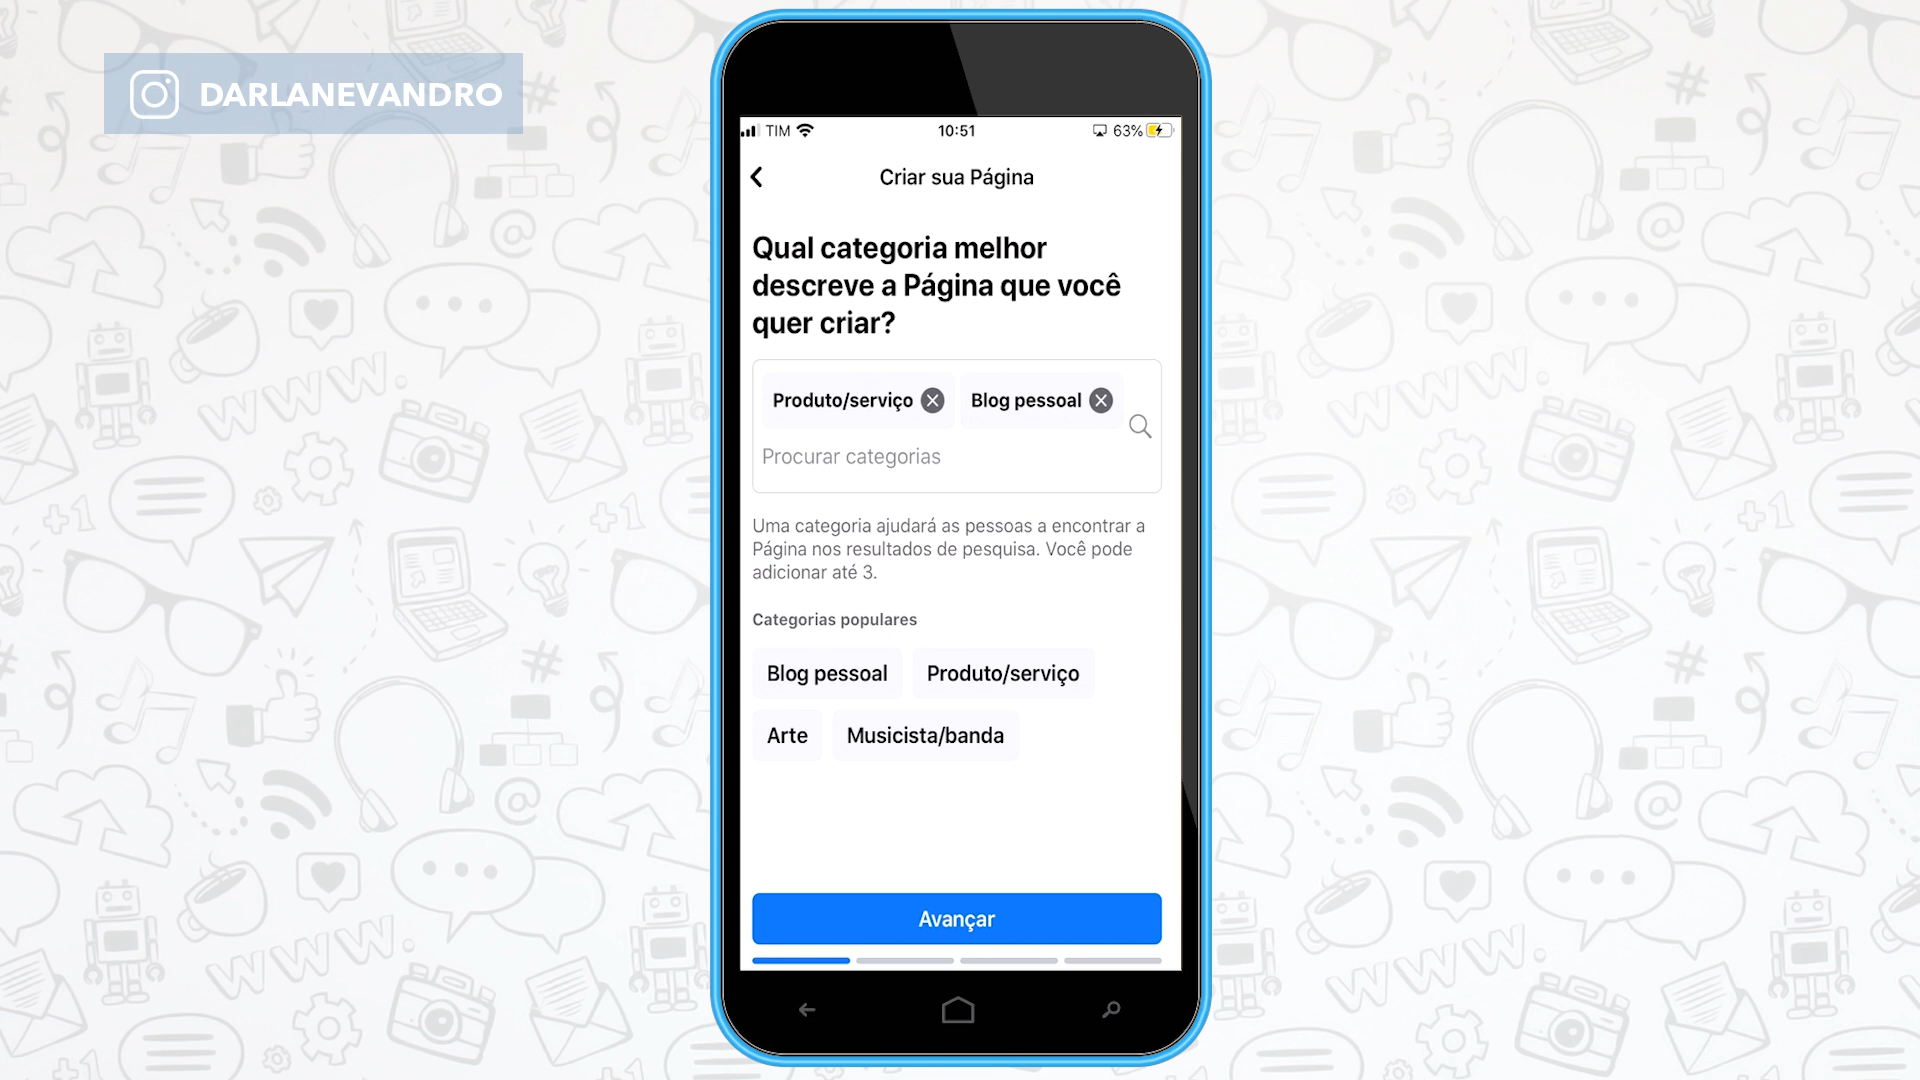 DARLANEVANDRO
TIM 10:51 63%
Criar sua Página
Qual categoria melhor
descreve a Página que você
quer criar?
Produto/serviço Blog pessoal
Procurar categorias
Uma categoria ajudará as pessoas a encontrar a
Página nos resultados de pesquisa. Você pode
adicionar até 3.
Categorias populares
Blog pessoal Produto/serviço
Arte Musicista/banda
Avançar
www.
+1
#
@